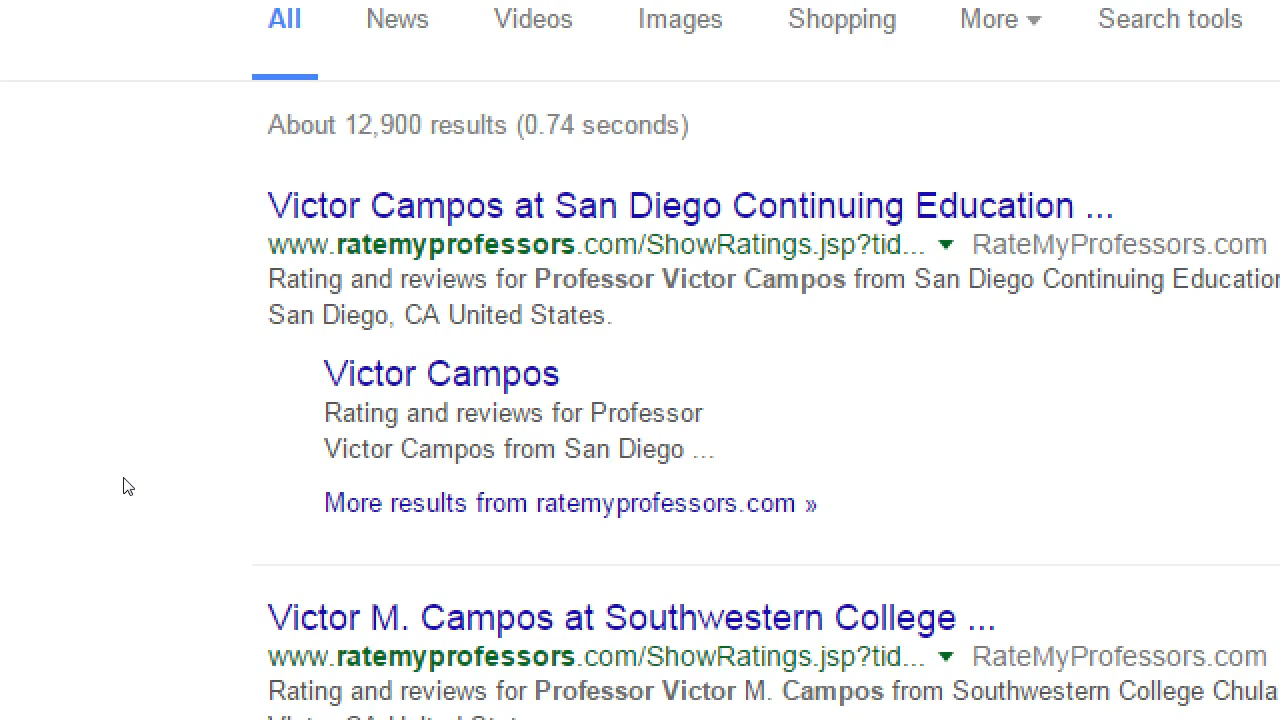 All News Videos Images Shopping More Search tools
About 12,900 results (0.74 seconds)
Victor Campos at San Diego Continuing Education ...
www.ratemyprofessors.com/ShowRatings.jsp?tid... RateMyProfessors.com
Rating and reviews for Professor Victor Campos from San Diego Continuing
San Diego, CA United States.
Victor Campos
Rating and reviews for Professor
Victor Campos from San Diego ...
More results from ratemyprofessors.com »
Victor M. Campos at Southwestern College ...
www.ratemyprofessors.com/ShowRatings.jsp?tid... RateMyProfessors.com
Rating and reviews for Professor Victor M. Campos from Southwestern College Chula